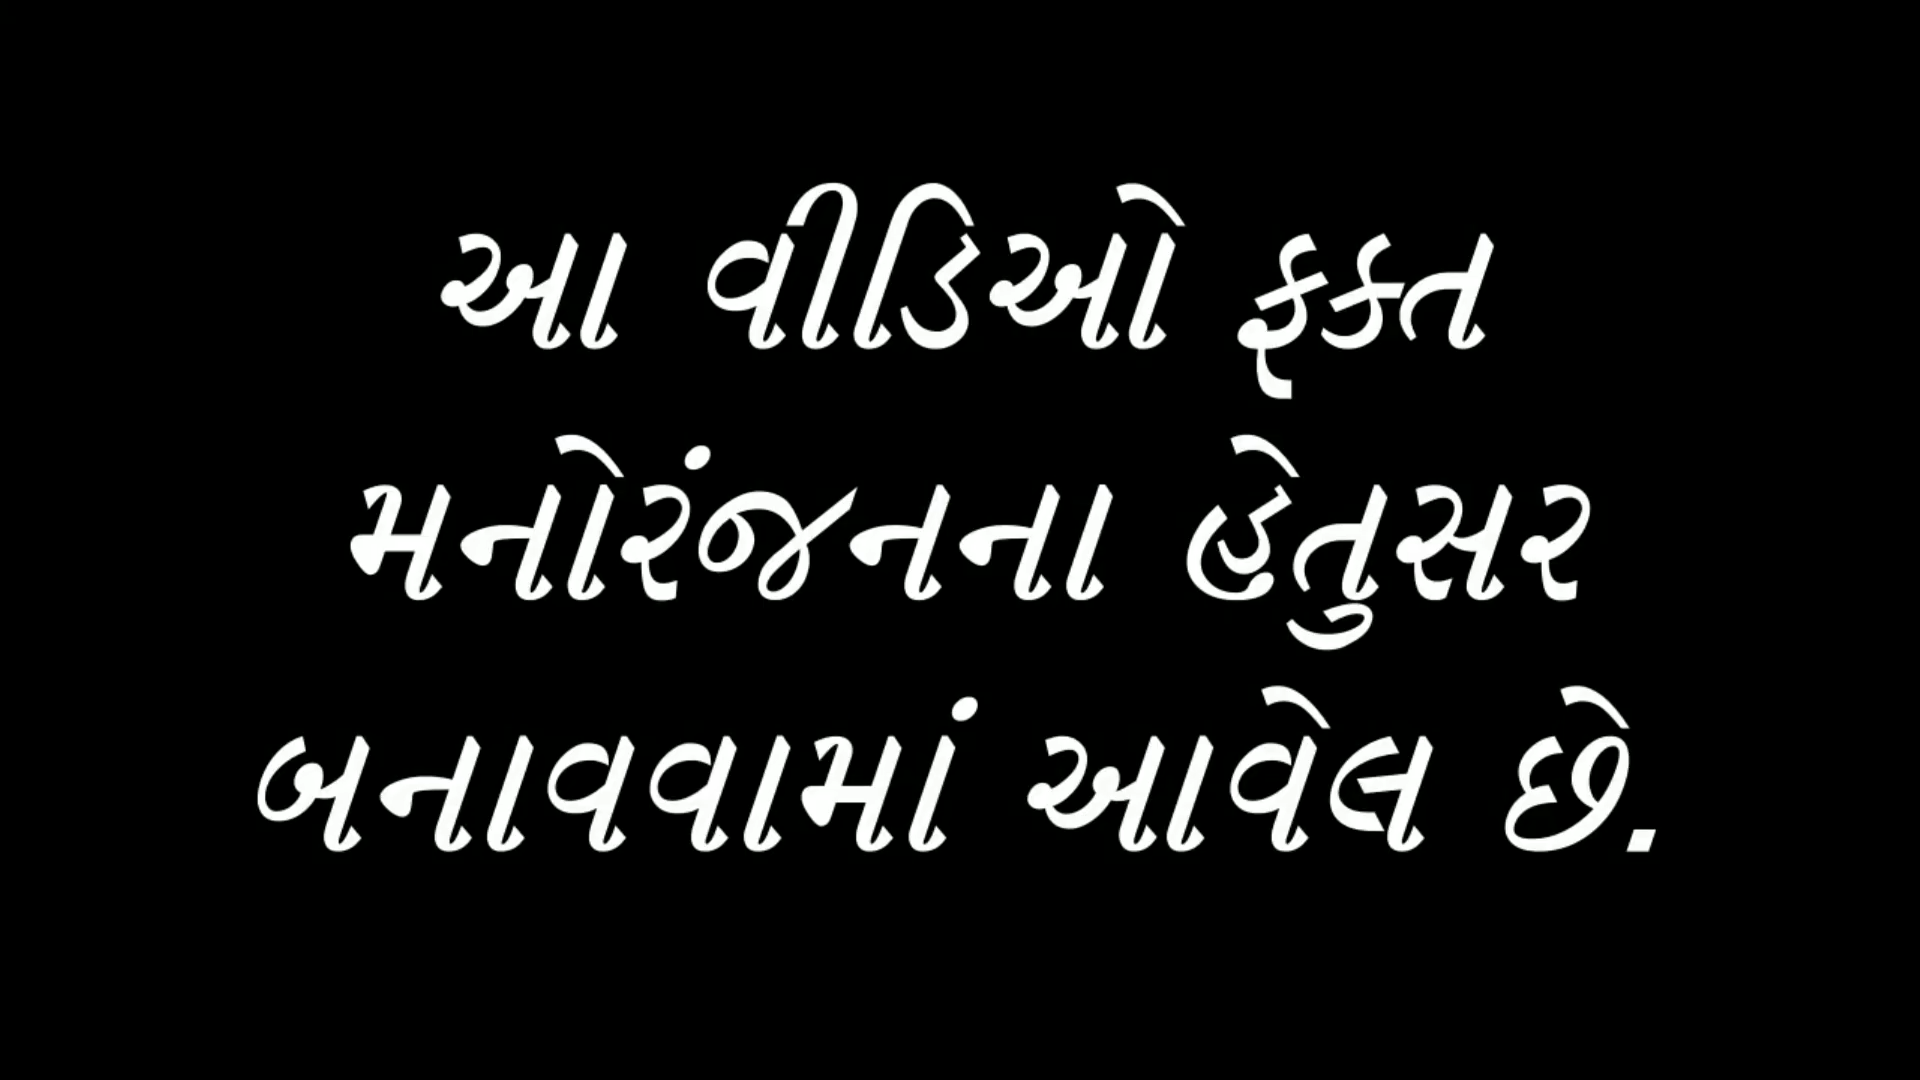 આ વીડિઓ ફક્ત
મનોરંજનના હેતુસર
બનાવવામાં આવેલ છે.